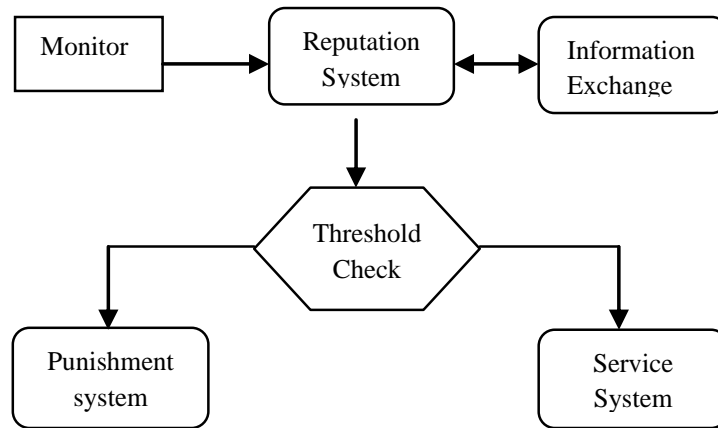 Monitor
Reputation
System
Information
Exchange
Threshold
Check
Punishment
system
Service
System